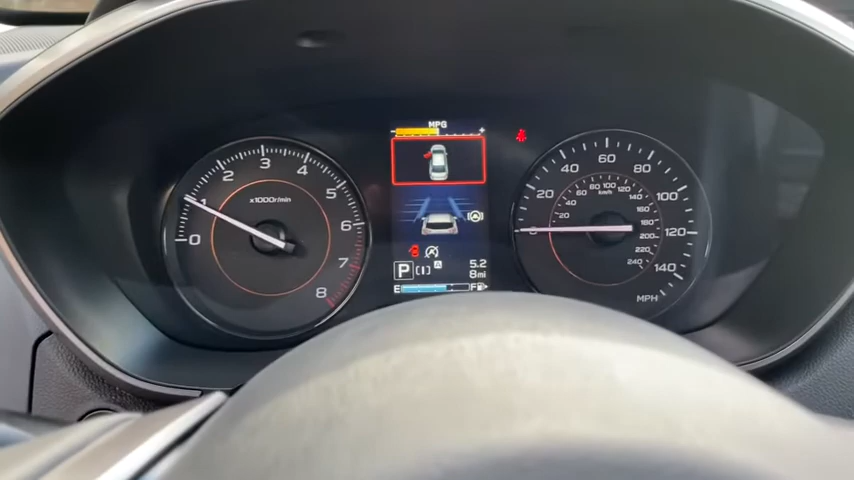 MPG
- +
0 1 2 3 4 5 6 7 8
x1000r/min
P
A
5.2
8mi
E F
0 20 40 60 80 100 120 140
MPH
20 40 60 80 100 120 140 160 180 200 220 240
km/h